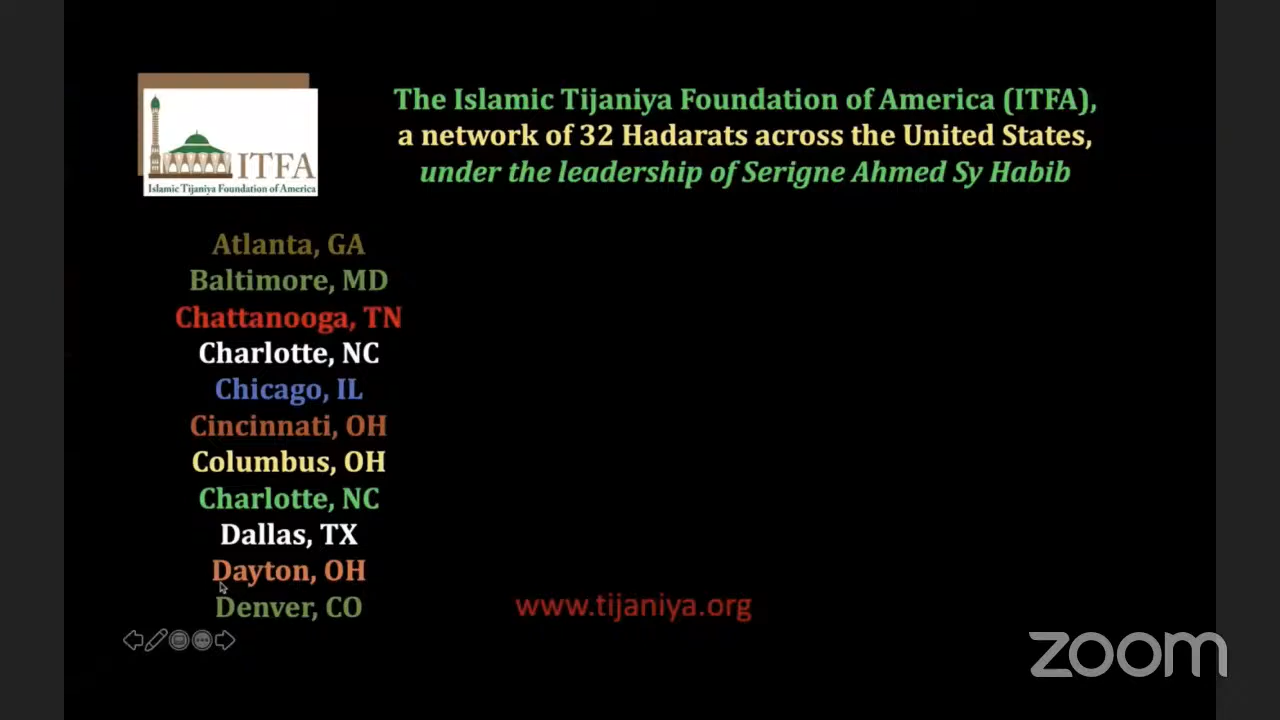 The Islamic Tijaniya Foundation of America (ITFA),
a network of 32 Hadarats across the United States,
under the leadership of Serigne Ahmed Sy Habib
ITFA
Islamic Tijaniya Foundation of America
Atlanta, GA
Baltimore, MD
Chattanooga, TN
Charlotte, NC
Chicago, IL
Cincinnati, OH
Columbus, OH
Charlotte, NC
Dallas, TX
Dayton, OH
Denver, CO
www.tijaniya.org
zoom